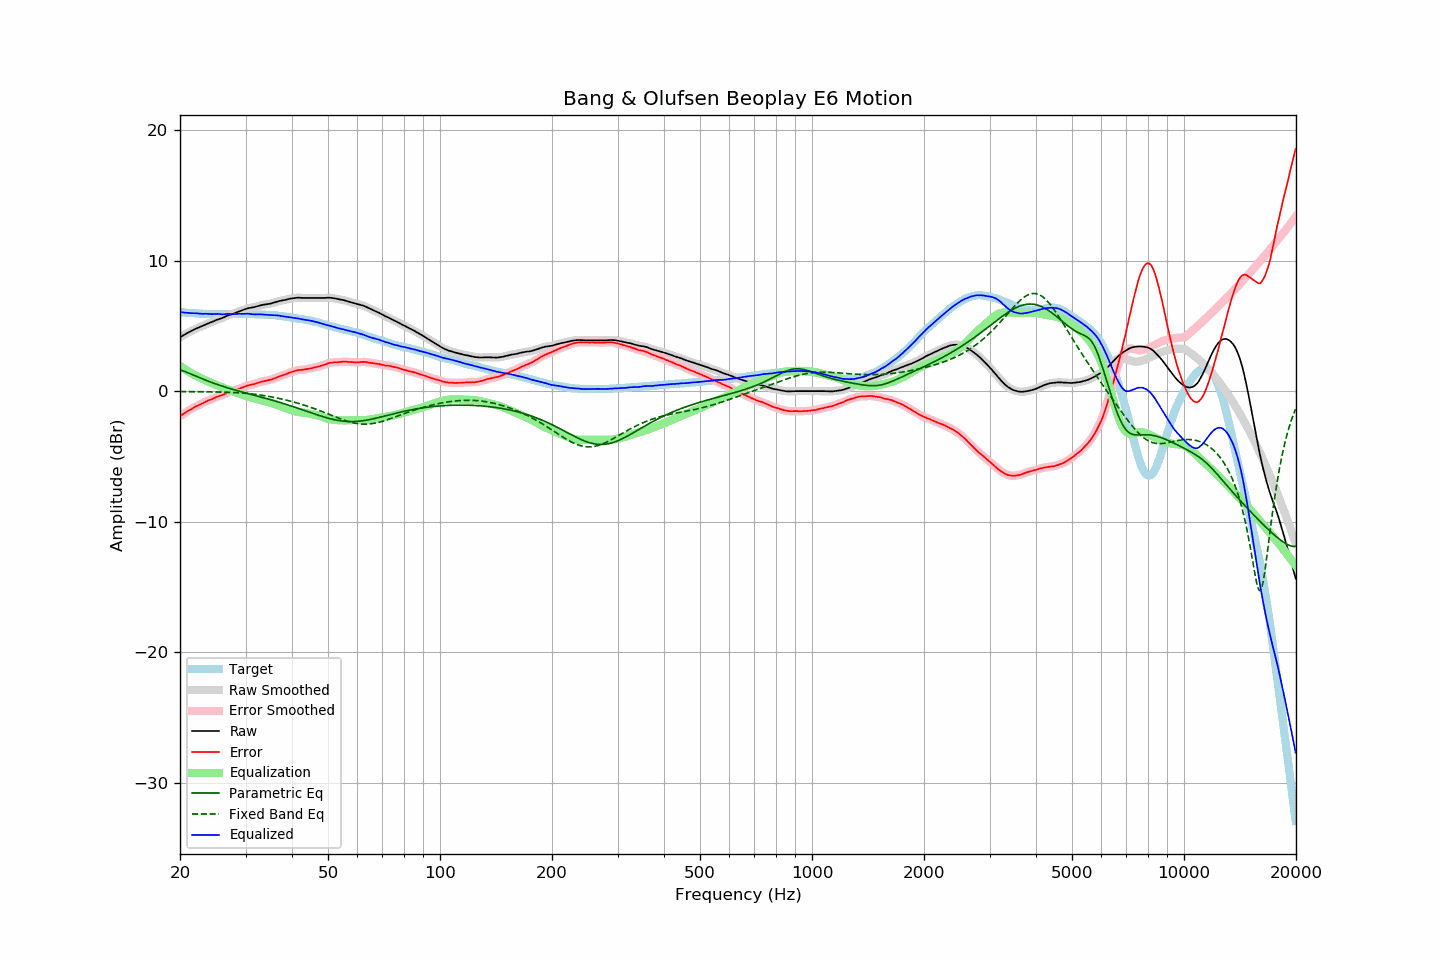 Bang & Olufsen Beoplay E6 Motion
20
10
0
−10
−20
−30
Amplitude (dBr)
Target
Raw Smoothed
Error Smoothed
Raw
Error
Equalization
Parametric Eq
Fixed Band Eq
Equalized
20 50 100 200 500 1000 2000 5000 10000 20000
Frequency (Hz)